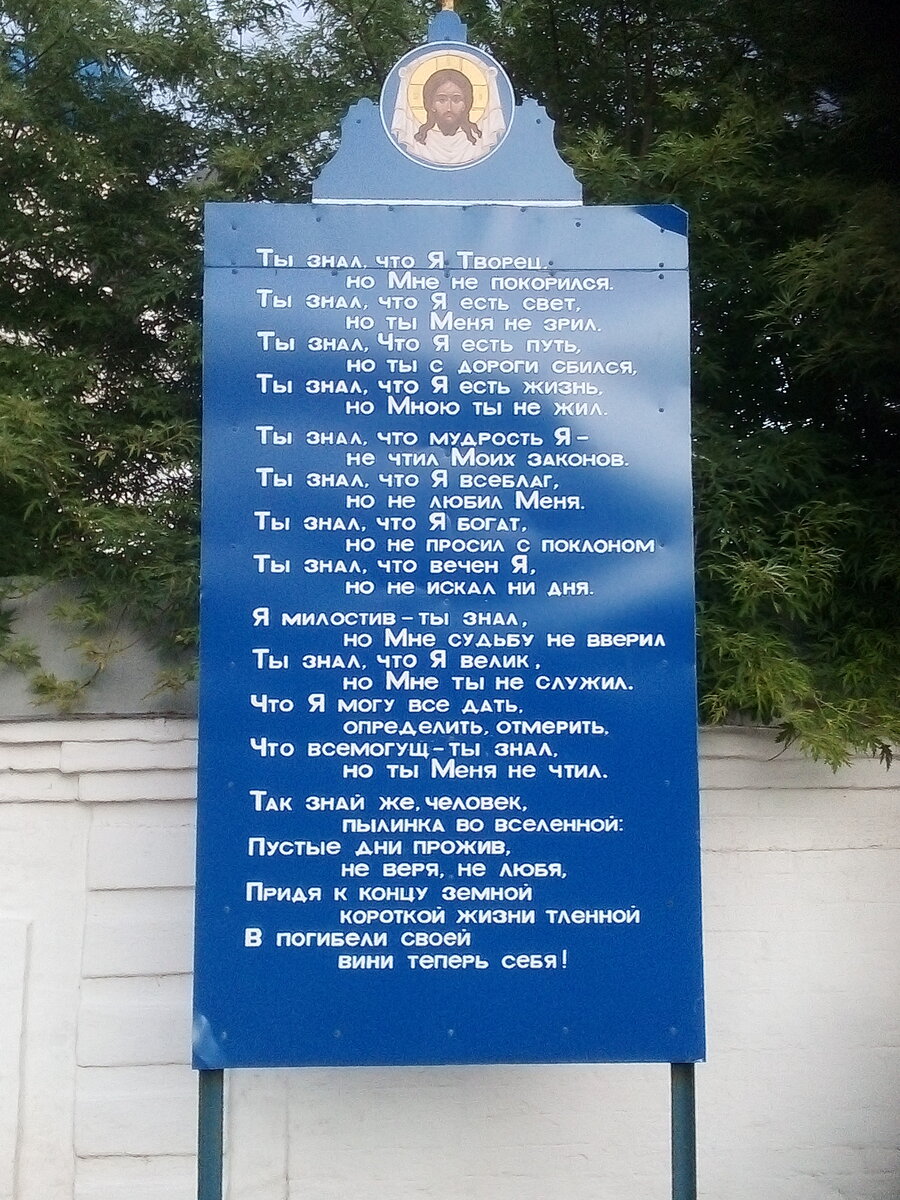 Ты знал, что Я Творец,
но Мне не покорился.
Ты знал, что Я есть свет,
но ты Меня не зрил.
Ты знал, Что Я есть путь,
но ты с дороги сбился,
Ты знал, что Я есть жизнь,
но Мною ты не жил.
Ты знал, что мудрость Я-
не чтил Моих законов.
Ты знал, что Я всеблаг,
но не любил Меня.
Ты знал, что Я богат,
но не просил с поклоном
Ты знал, что вечен Я,
но не искал ни дня.
Я милостив-ты знал,
но Мне судьбу не вверил
Ты знал, что Я велик,
но Мне ты не служил.
Что Я могу все дать,
определить, отмерить,
Что всемогущ-ты знал,
но ты Меня не чтил.
Так знай же, человек,
пылинка во вселенной:
Пустые дни прожив,
не веря, не любя,
Придя к концу земной
короткой жизни тленной
В погибели своей
вини теперь себя!